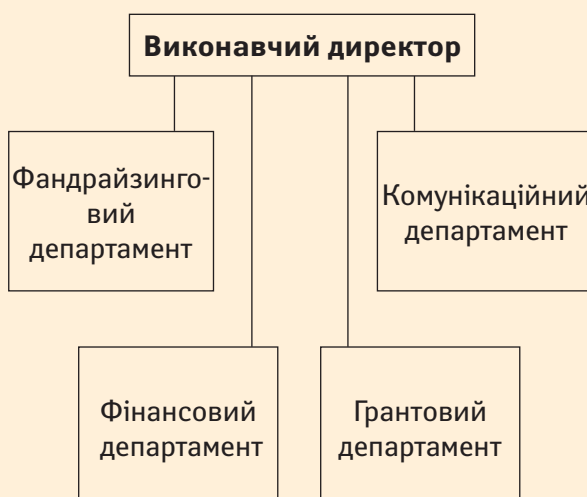 Виконавчий директор
Фандрайзинго-
вий
департамент
Комунікаційний
департамент
Фінансовий
департамент
Грантовий
департамент